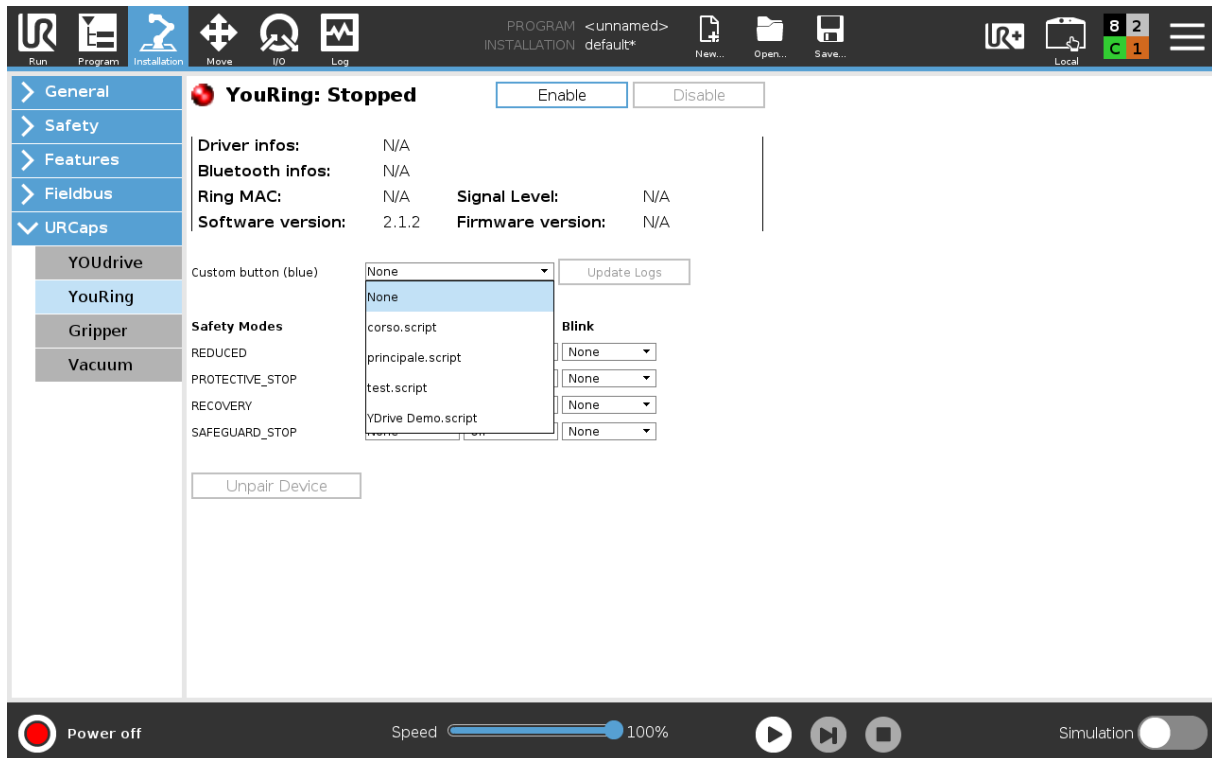 PROGRAM <unnamed>
INSTALLATION default*
UR
Run
Program
Installation
Move
I/O
Log
New...
Open...
Save...
UR+
Local
8 2
C 1
General
Safety
Features
Fieldbus
URCaps
YOUdrive
YouRing
Gripper
Vacuum
YouRing: Stopped
Enable
Disable
Driver infos: N/A
Bluetooth infos: N/A
Ring MAC: N/A Signal Level: N/A
Software version: 2.1.2 Firmware version: N/A
Custom button (blue) None Update Logs
None
corso.script
principale.script
test.script
YDrive Demo.script
Safety Modes Blink
REDUCED None
PROTECTIVE_STOP None
RECOVERY None
SAFEGUARD_STOP None
Unpair Device
Power off
Speed 100%
Simulation